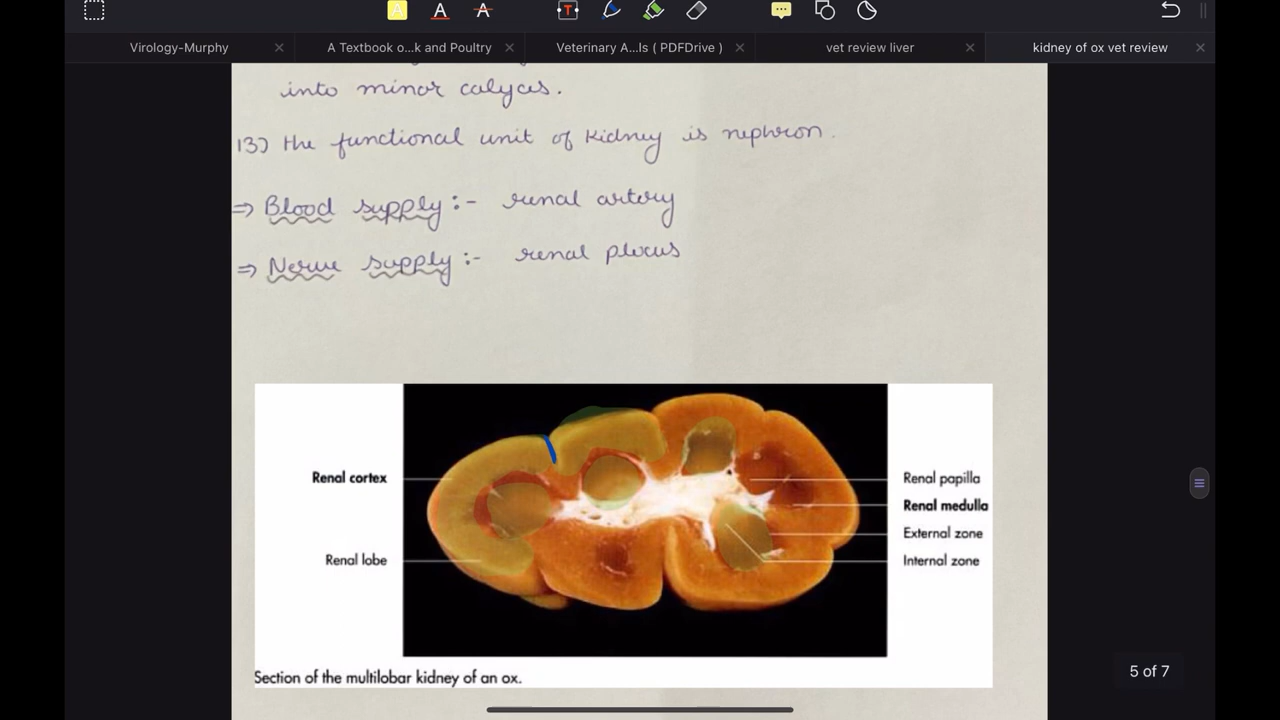 Virology-Murphy
A Textbook o...k and Poultry
Veterinary A...ls ( PDFDrive )
vet review liver
kidney of ox vet review
into minor calyces.
13) the functional unit of kidney is nephron.
⇒ Blood supply :- renal artery
⇒ Nerve supply :- renal plexus
Renal cortex
Renal lobe
Renal papilla
Renal medulla
External zone
Internal zone
Section of the multilobar kidney of an ox.
5 of 7